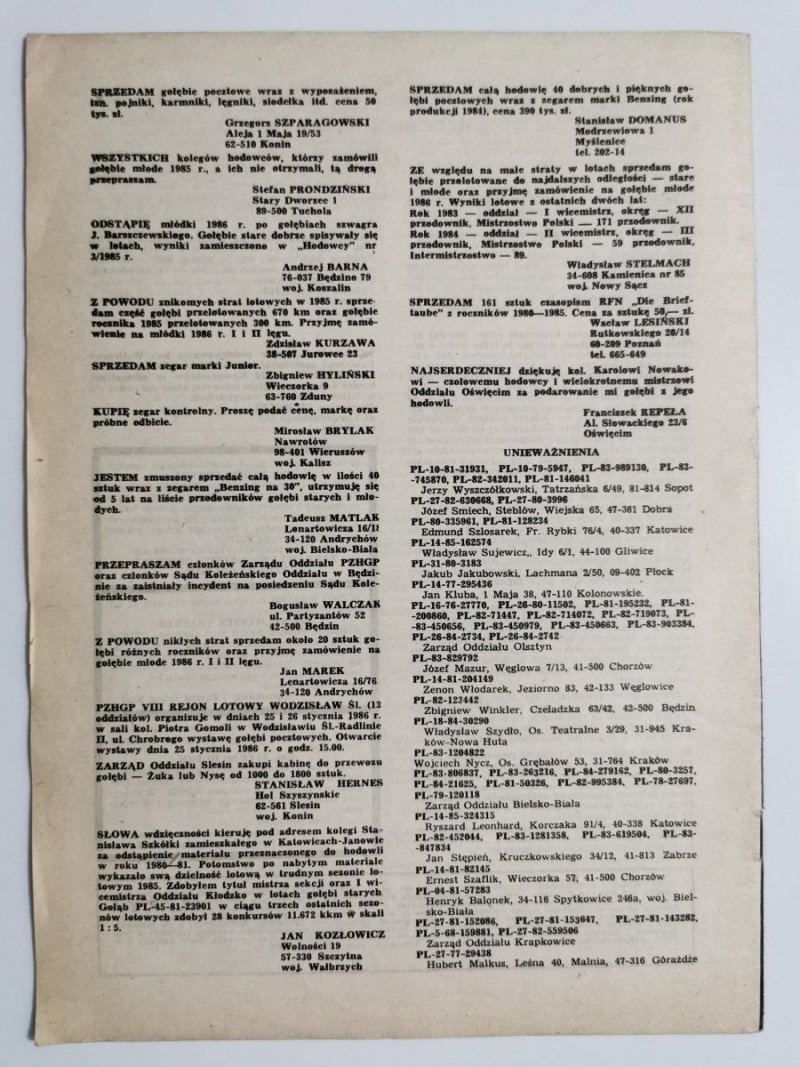 SPRZEDAM gołębie pocztowe wraz z wyposażeniem,
tzn. pojniki, karmniki, lęgniki, siodełka itd. cena 50
tys. zł.
Grzegorz SZPARAGOWSKI
Aleja 1 Maja 19/53
62-510 Konin
WSZYSTKICH kolegów hodowców, którzy zamówili
gołębie młode 1985 r., a ich nie otrzymali, tą drogą
przepraszam.
Stefan PRONDZIŃSKI
Stary Dworzec 1
89-500 Tuchola
ODSTĄPIĘ młódki 1986 r. po gołębiach szwagra
J. Barszczewskiego. Gołębie stare dobrze spisywały się
w lotach, wyniki zamieszczono w „Hodowcy" nr
3/1985 r.
Andrzej BARNA
76-037 Będzino 79
woj. Koszalin
Z POWODU znikomych strat lotowych w 1985 r. sprze-
dam część gołębi przelotowanych 670 km oraz gołębie
rocznika 1985 przelotowanych 300 km. Przyjmę zamó-
wienie na młódki 1986 r. I i II lęgu.
Zdzisław KURZAWA
38-507 Jurowce 23
SPRZEDAM zegar marki Junior.
Zbigniew HYLIŃSKI
Wieczorka 9
63-760 Zduny
KUPIĘ zegar kontrolny. Proszę podać cenę, markę oraz
próbne odbicie.
Mirosław BRYLAK
Nawrotów
98-401 Wieruszów
woj. Kalisz
JESTEM zmuszony sprzedać całą hodowlę w ilości 40
sztuk wraz z zegarem „Benzing na 30", utrzymuję się
od 5 lat na liście przodowników gołębi starych i mło-
dych.
Tadeusz MATLAK
Lenartowicza 16/11
34-120 Andrychów
woj. Bielsko-Biała
PRZEPRASZAM członków Zarządu Oddziału PZHGP
oraz członków Sądu Koleżeńskiego Oddziału w Będzi-
nie za zaistniały incydent na posiedzeniu Sądu Kole-
żeńskiego.
Bogusław WALCZAK
ul. Partyzantów 52
42-500 Będzin
Z POWODU nikłych strat sprzedam około 20 sztuk go-
łębi różnych roczników oraz przyjmę zamówienie na
gołębie młode 1986 r. I i II lęgu.
Jan MAREK
Lenartowicza 16/76
34-120 Andrychów
PZHGP VIII REJON LOTOWY WODZISŁAW Śl. (13
oddziałów) organizuje w dniach 25 i 26 stycznia 1986 r.
w sali kol. Piotra Gomoli w Wodzisławiu Śl.-Radlinie
II, ul. Chrobrego wystawę gołębi pocztowych. Otwarcie
wystawy dnia 25 stycznia 1986 r. o godz. 15.00.
ZARZĄD Oddziału Slesin zakupi kabinę do przewozu
gołębi — Żuka lub Nysę od 1000 do 1800 sztuk.
STANISŁAW HERNES
Hol Szyszynskie
62-561 Slesin
woj. Konin
SŁOWA wdzięczności kieruję pod adresem kolegi Sta-
nisława Szkółki zamieszkałego w Katowicach-Janowie
za odstąpienie materiału przeznaczonego do hodowli
w roku 1980—81. Potomstwo po nabytym materiale
wykazało swą dzielność lotową w trudnym sezonie lo-
towym 1985. Zdobyłem tytuł mistrza sekcji oraz I wi-
cemistrza Oddziału Kłodzko w lotach gołębi starych.
Gołąb PL-45-81-23901 w ciągu trzech ostatnich sezo-
nów lotowych zdobył 28 konkursów 11.672 kkm w skali
1 : 5.
JAN KOZŁOWICZ
Wolności 19
57-330 Szczytna
woj. Wałbrzych
SPRZEDAM całą hodowlę 40 dobrych i pięknych go-
łębi pocztowych wraz z zegarem marki Benzing (rok
produkcji 1984), cena 390 tys. zł.
Stanisław DOMANUS
Modrzewiowa 1
Myślenice
tel. 202-14
ZE względu na małe straty w lotach sprzedam go-
łębie przelotowane do najdalszych odległości — stare
i młode oraz przyjmę zamówienie na gołębie młode
1986 r. Wyniki lotowe z ostatnich dwóch lat:
Rok 1983 — oddział — I wicemistrz, okręg — XII
przodownik, Mistrzostwo Polski — 171 przodownik.
Rok 1984 — oddział — II wicemistrz, okręg — III
przodownik, Mistrzostwo Polski — 59 przodownik,
Intermistrzostwo — 89.
Władysław STELMACH
34-608 Kamienica nr 85
woj. Nowy Sącz
SPRZEDAM 161 sztuk czasopism RFN „Die Brief-
taube" z roczników 1980—1985. Cena za sztukę 50,— zł.
Wacław LESIŃSKI
Rutkowskiego 20/14
60-209 Poznań
tel. 665-649
NAJSERDECZNIEJ dziękuję kol. Karolowi Nowako-
wi — czołowemu hodowcy i wielokrotnemu mistrzowi
Oddziału Oświęcim za podarowanie mi gołębi z jego
hodowli.
Franciszek REPEŁA
Al. Słowackiego 23/6
Oświęcim
UNIEWAŻNIENIA
PL-10-81-31931, PL-10-79-5947, PL-83-989130, PL-83-
-745870, PL-82-342011, PL-81-146041
Jerzy Wyszczółkowski, Tatrzańska 6/49, 81-814 Sopot
PL-27-82-630668, PL-27-80-3996
Józef Smiech, Steblów, Wiejska 65, 47-361 Dobra
PL-80-335961, PL-81-128234
Edmund Szlosarek, Fr. Rybki 76/4, 40-337 Katowice
PL-14-85-162574
Władysław Sujewicz,, Idy 6/1, 44-100 Gliwice
PL-31-80-3183
Jakub Jakubowski, Lachmana 2/50, 09-402 Płock
PL-14-77-295436
Jan Kluba, 1 Maja 38, 47-110 Kolonowskie.
PL-16-76-27770, PL-26-80-11502, PL-81-195232, PL-81-
-200860, PL-82-71447, PL-82-714072, PL-82-719073, PL-
-83-450656, PL-83-450979, PL-83-450663, PL-83-903384,
PL-26-84-2734, PL-26-84-2742
Zarząd Oddziału Olsztyn
PL-83-829792
Józef Mazur, Węglowa 7/13, 41-500 Chorzów
PL-14-81-204149
Zenon Włodarek, Jeziorno 83, 42-133 Węglowice
PL-82-123442
Zbigniew Winkler, Czeladzka 63/42, 42-500 Będzin
PL-18-84-30290
Władysław Szydło, Os. Teatralne 3/29, 31-945 Kra-
ków-Nowa Huta
PL-83-1204822
Wojciech Nycz, Os. Grębałów 53, 31-764 Kraków
PL-83-806837, PL-83-263216, PL-84-279162, PL-80-3257,
PL-84-21625, PL-81-50326, PL-82-995384, PL-78-27697,
PL-79-120118
Zarząd Oddziału Bielsko-Biała
PL-14-85-324315
Ryszard Leonhard, Korczaka 91/4, 40-338 Katowice
PL-82-452044, PL-83-1281358, PL-83-619504, PL-83-
-847834
Jan Stępień, Kruczkowskiego 34/12, 41-813 Zabrze
PL-14-81-82145
Ernest Szaflik, Wieczorka 57, 41-500 Chorzów
PL-04-81-57283
Henryk Balonek, 34-116 Spytkowice 246a, woj. Biel-
sko-Biała
PL-27-81-152086, PL-27-81-153647, PL-27-81-143282,
PL-5-68-159881, PL-27-82-559506
Zarząd Oddziału Krapkowice
PL-27-77-29438
Hubert Malkus, Leśna 40, Malnia, 47-316 Górażdże